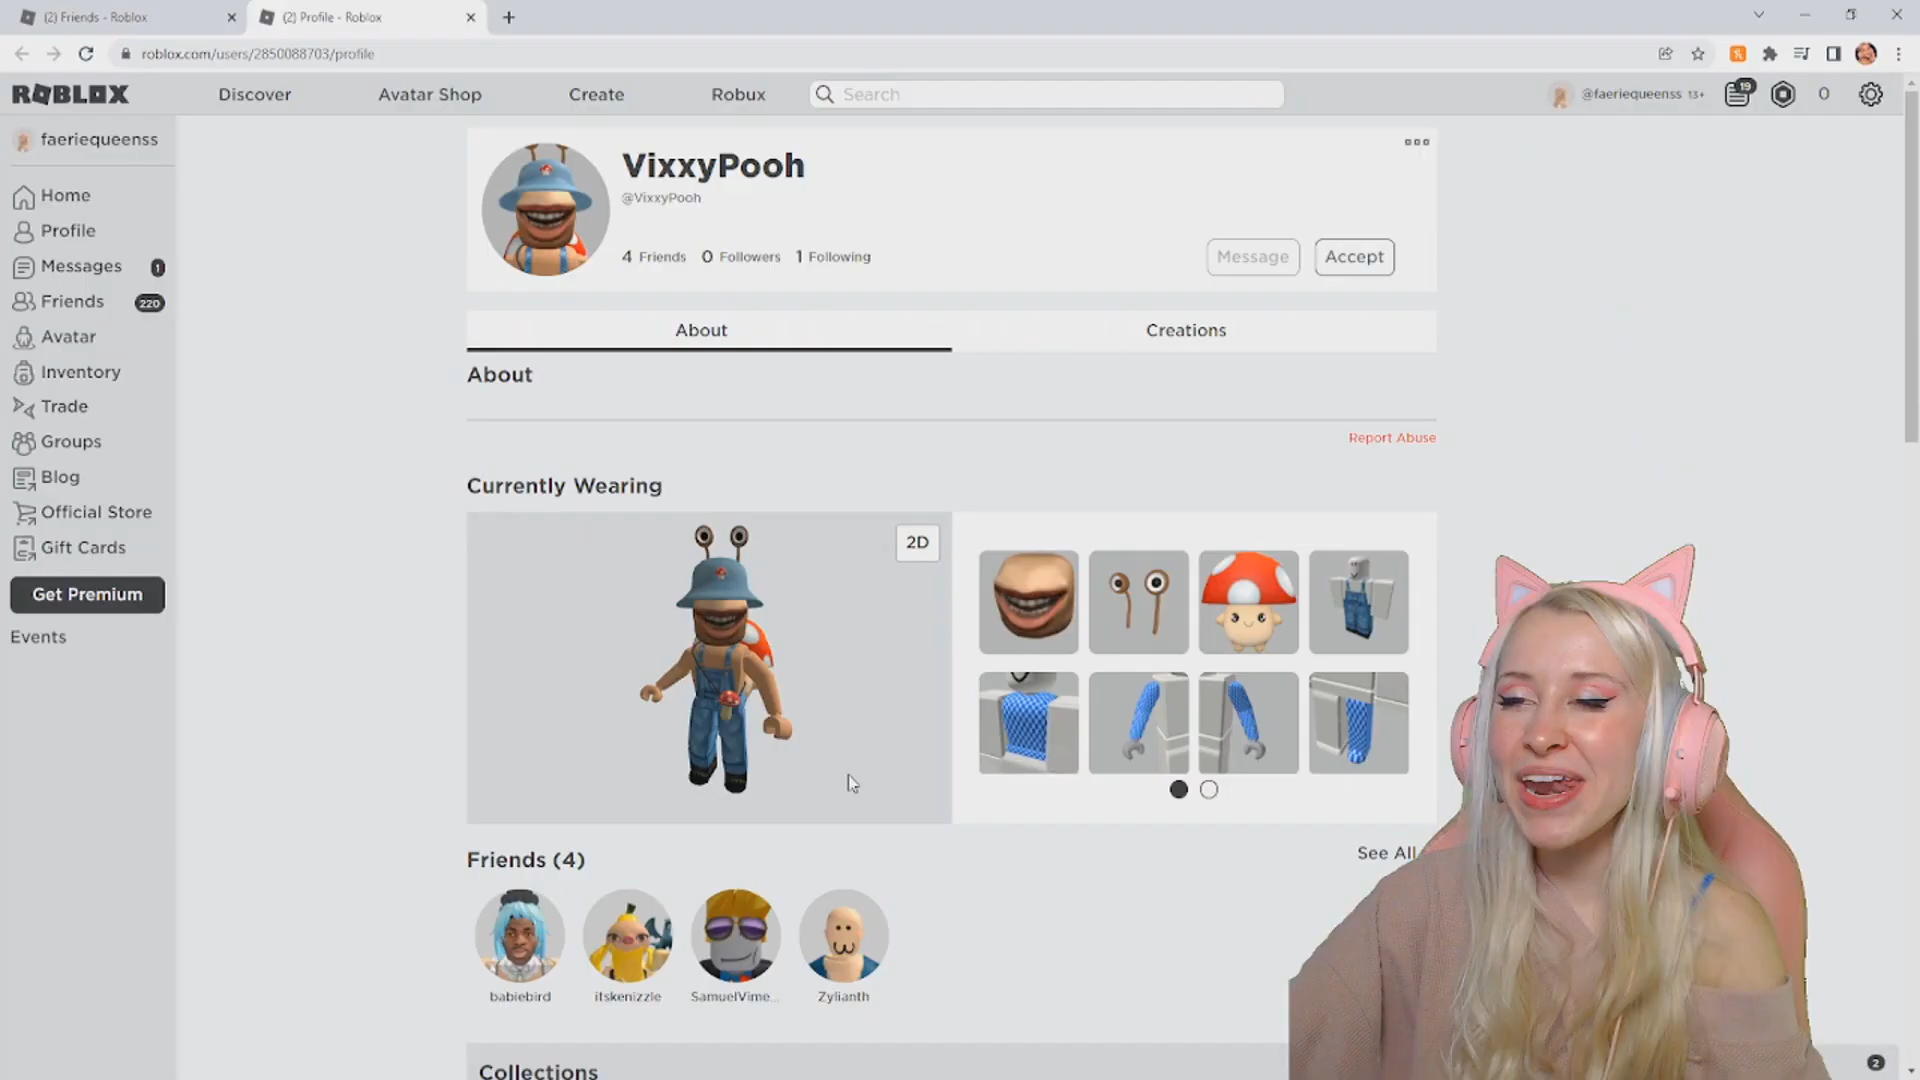 (2) Friends - Roblox
(2) Profile - Roblox
roblox.com/users/2850088703/profile
ROBLOX
Discover
Avatar Shop
Create
Robux
Search
@faeriequeenss 13+
19
0
faeriequeenss
Home
Profile
Messages 1
Friends 220
Avatar
Inventory
Trade
Groups
Blog
Official Store
Gift Cards
Get Premium
Events
VixxyPooh
@VixxyPooh
4 Friends 0 Followers 1 Following
Message
Accept
About
Creations
About
Report Abuse
Currently Wearing
2D
Friends (4)
See All
babiebird
itskenizzle
SamuelVime...
Zylianth
Collections
2